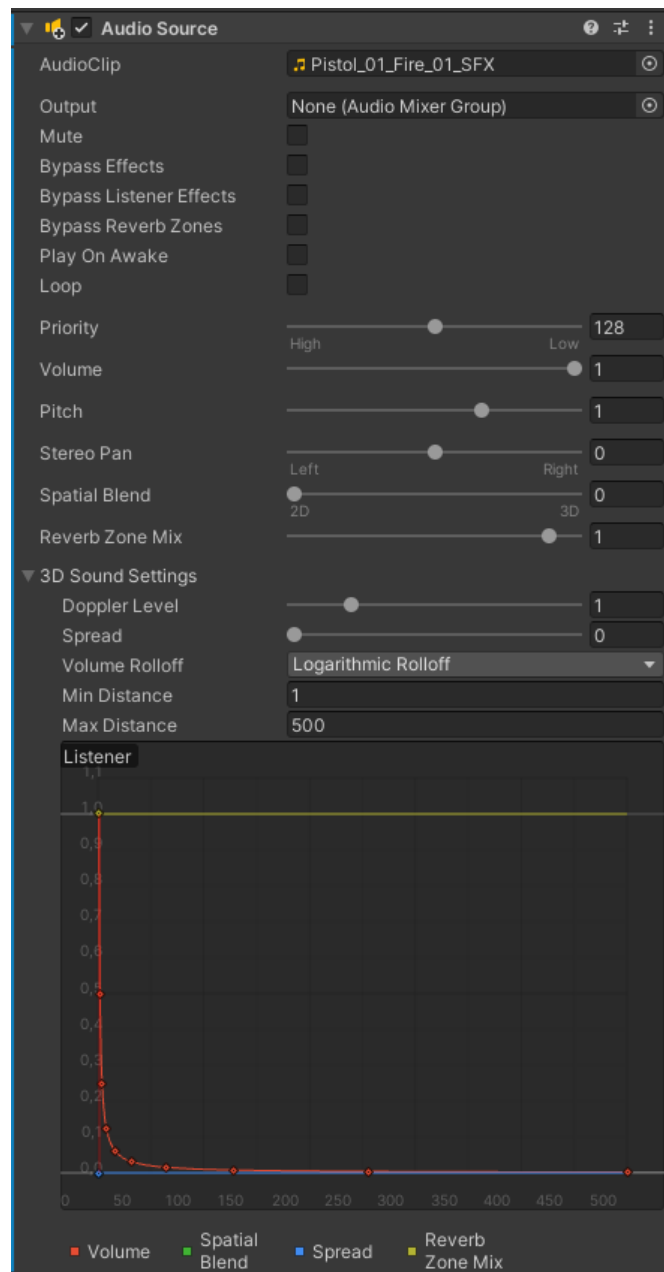 Audio Source
AudioClip Pistol_01_Fire_01_SFX
Output None (Audio Mixer Group)
Mute
Bypass Effects
Bypass Listener Effects
Bypass Reverb Zones
Play On Awake
Loop
Priority 128
High Low
Volume 1
Pitch 1
Stereo Pan 0
Left Right
Spatial Blend 0
2D 3D
Reverb Zone Mix 1
3D Sound Settings
Doppler Level 1
Spread 0
Volume Rolloff Logarithmic Rolloff
Min Distance 1
Max Distance 500
Listener
1,1
1,0
0,9
0,8
0,7
0,6
0,5
0,4
0,3
0,2
0,1
0,0
0 50 100 150 200 250 300 350 400 450 500
Volume Spatial Blend Spread Reverb Zone Mix